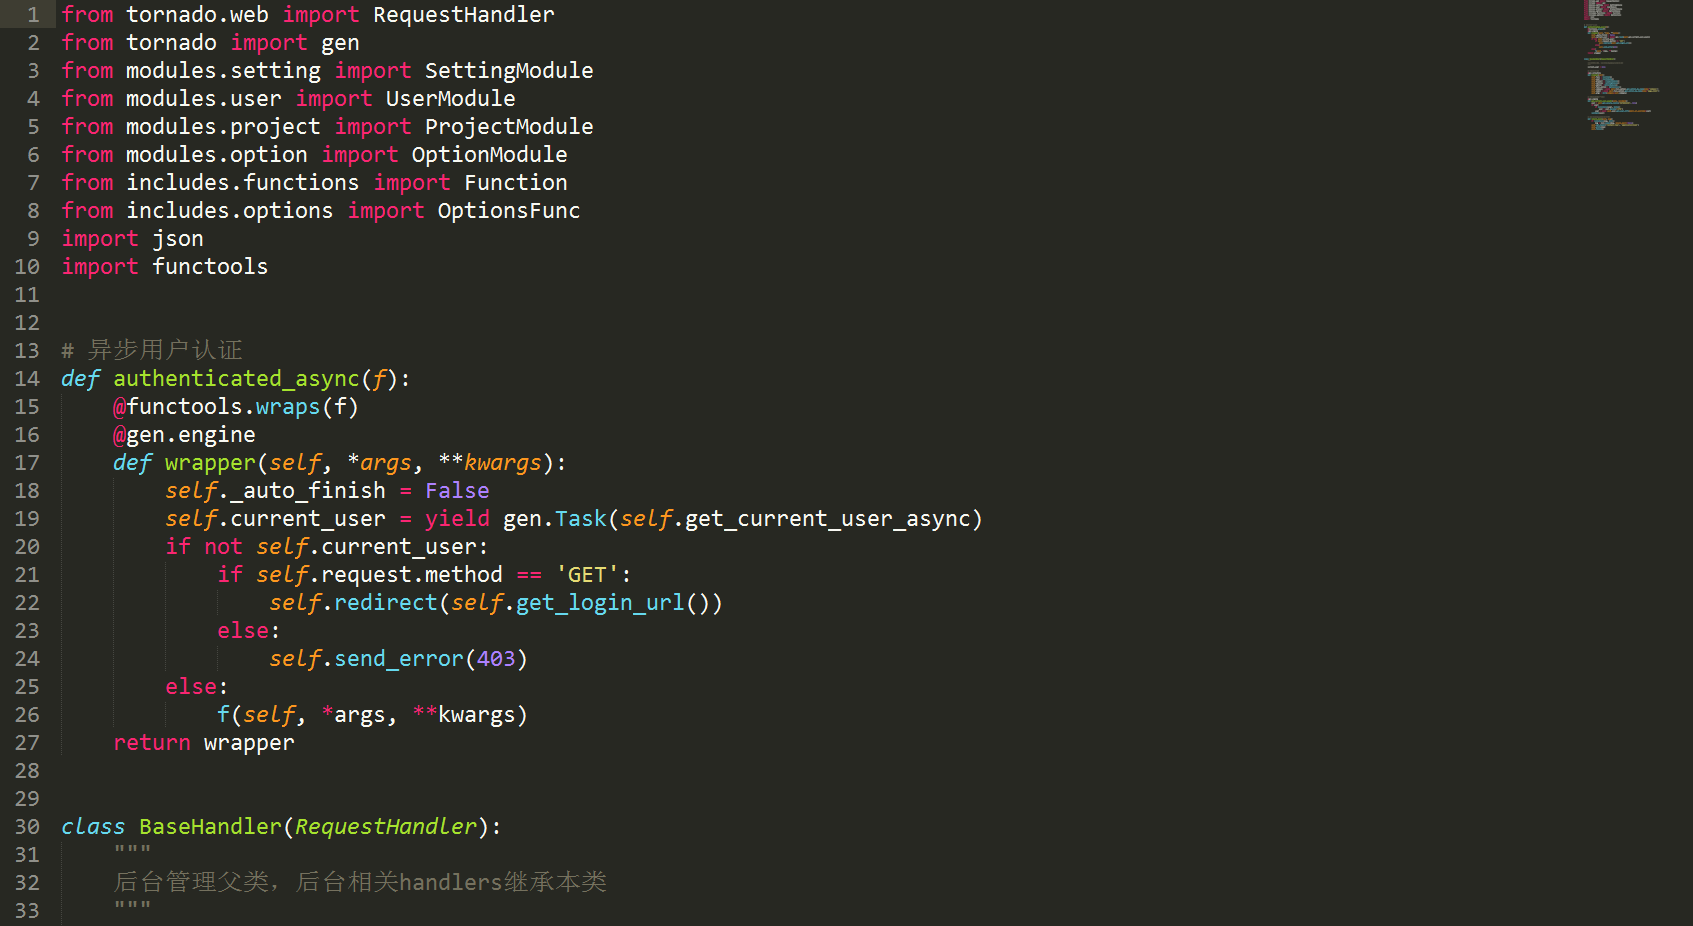 1 from tornado.web import RequestHandler
2 from tornado import gen
3 from modules.setting import SettingModule
4 from modules.user import UserModule
5 from modules.project import ProjectModule
6 from modules.option import OptionModule
7 from includes.functions import Function
8 from includes.options import OptionsFunc
9 import json
10 import functools
11
12
13 # 异步用户认证
14 def authenticated_async(f):
15     @functools.wraps(f)
16     @gen.engine
17     def wrapper(self, *args, **kwargs):
18         self._auto_finish = False
19         self.current_user = yield gen.Task(self.get_current_user_async)
20         if not self.current_user:
21             if self.request.method == 'GET':
22                 self.redirect(self.get_login_url())
23             else:
24                 self.send_error(403)
25         else:
26             f(self, *args, **kwargs)
27     return wrapper
28
29
30 class BaseHandler(RequestHandler):
31     """
32     后台管理父类，后台相关handlers继承本类
33     """